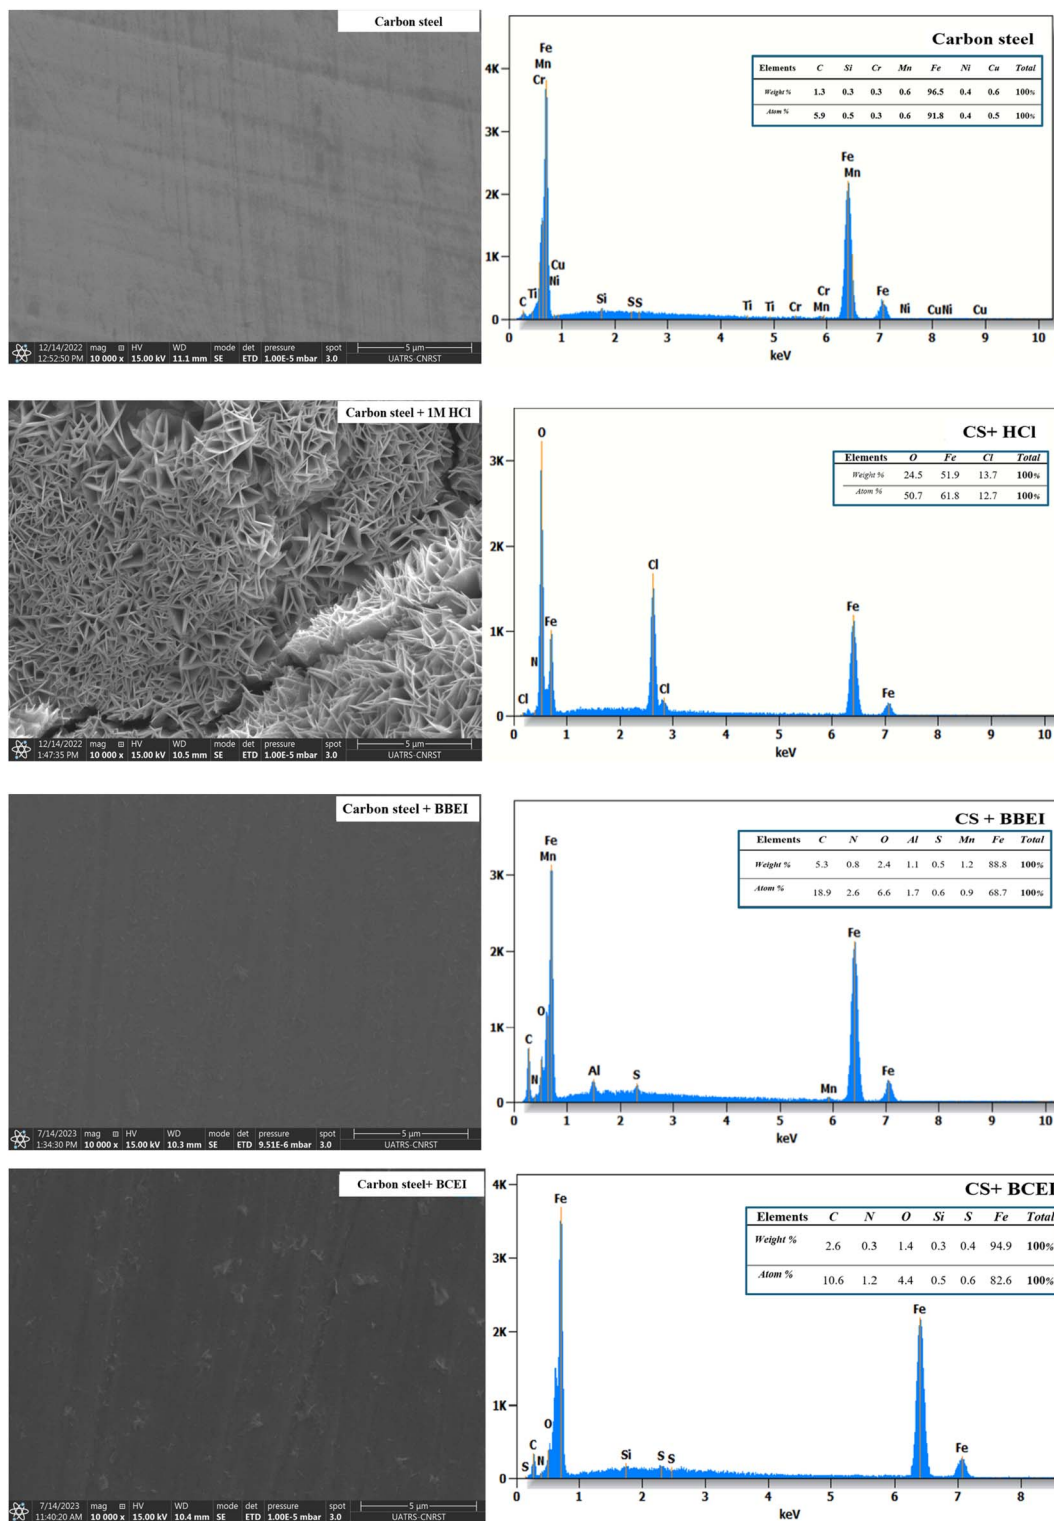 Carbon steel
12/14/2022 mag HV WD mode det pressure spot 5 µm
12:52:50 PM 10 000 x 15.00 kV 11.1 mm SE ETD 1.00E-5 mbar 3.0 UATRS-CNRST
Carbon steel
Elements C Si Cr Mn Fe Ni Cu Total
Weight % 1.3 0.3 0.3 0.6 96.5 0.4 0.6 100%
Atom % 5.9 0.5 0.3 0.6 91.8 0.4 0.5 100%
4K
3K
2K
1K
0
Fe
Mn
Cr
Cu
Ni
C Ti
Si
S S
Ti Ti Cr
Cr
Mn
Fe
Mn
Fe
Ni
Cu Ni
Cu
0 1 2 3 4 5 6 7 8 9 10
keV
Carbon steel + 1M HCl
12/14/2022 mag HV WD mode det pressure spot 5 µm
1:47:35 PM 10 000 x 15.00 kV 10.5 mm SE ETD 1.00E-5 mbar 3.0 UATRS-CNRST
CS+ HCl
Elements O Fe Cl Total
Weight % 24.5 51.9 13.7 100%
Atom % 50.7 61.8 12.7 100%
3K
2K
1K
0
O
Fe
N
Cl
Cl
Cl
Fe
Fe
0 1 2 3 4 5 6 7 8 9 10
keV
Carbon steel + BBEI
7/14/2023 mag HV WD mode det pressure spot 5 µm
1:34:30 PM 10 000 x 15.00 kV 10.3 mm SE ETD 9.51E-6 mbar 3.0 UATRS-CNRST
CS + BBEI
Elements C N O Al S Mn Fe Total
Weight % 5.3 0.8 2.4 1.1 0.5 1.2 88.8 100%
Atom % 18.9 2.6 6.6 1.7 0.6 0.9 68.7 100%
3K
2K
1K
0
Fe
Mn
O
C
N
Al
S
Mn
Fe
Fe
0 1 2 3 4 5 6 7 8 9 10
keV
Carbon steel+ BCEI
7/14/2023 mag HV WD mode det pressure spot 5 µm
11:40:20 AM 10 000 x 15.00 kV 10.4 mm SE ETD 1.00E-5 mbar 3.0 UATRS-CNRST
CS+ BCEI
Elements C N O Si S Fe Total
Weight % 2.6 0.3 1.4 0.3 0.4 94.9 100%
Atom % 10.6 1.2 4.4 0.5 0.6 82.6 100%
4K
3K
2K
1K
0
Fe
O
C
N
S
Si
S
S
Fe
Fe
0 1 2 3 4 5 6 7 8
keV